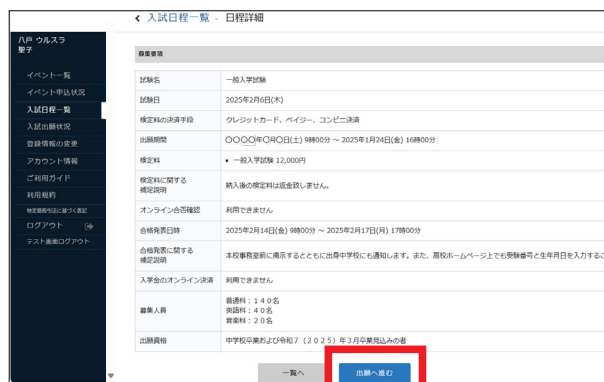 ‹ 入試日程一覧 - 日程詳細
八戸 ウルスラ
聖子
イベント一覧
イベント申込状況
入試日程一覧
入試出願状況
登録情報の変更
アカウント情報
ご利用ガイド
利用規約
特定商取引法に基づく表記
ログアウト
テスト画面ログアウト
募集要項
試験名 一般入学試験
試験日 2025年2月6日(木)
検定料の決済手段 クレジットカード、ペイジー、コンビニ決済
出願期間 〇〇〇〇年〇月〇日(土) 9時00分 ～ 2025年1月24日(金) 16時00分
検定料 • 一般入学試験 12,000円
検定料に関する
補足説明 納入後の検定料は返金致しません。
オンライン合否確認 利用できません
合格発表日時 2025年2月14日(金) 9時00分 ～ 2025年2月17日(月) 17時00分
合格発表に関する
補足説明 本校事務室前に掲示するとともに出身中学校にも通知します。また、高校ホームページ上でも受験番号と生年月日を入力するこ
入学金のオンライン決済 利用できません
募集人員 普通科：１４０名
英語科：４０名
音楽科：２０名
出願資格 中学校卒業および令和７（２０２５）年３月卒業見込みの者
一覧へ 出願へ進む